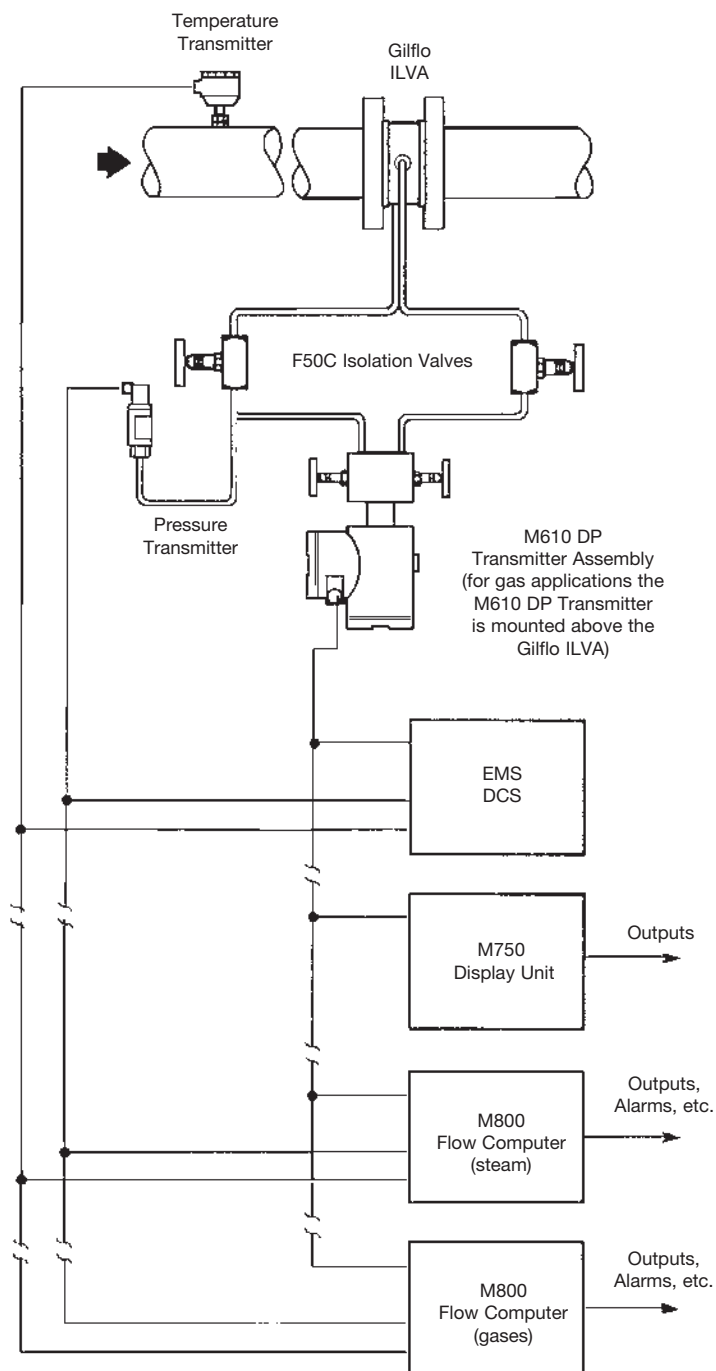 Temperature
Transmitter
Gilflo
ILVA
F50C Isolation Valves
Pressure
Transmitter
M610 DP
Transmitter Assembly
(for gas applications the
M610 DP Transmitter
is mounted above the
Gilflo ILVA)
EMS
DCS
M750
Display Unit
Outputs
M800
Flow Computer
(steam)
Outputs,
Alarms, etc.
M800
Flow Computer
(gases)
Outputs,
Alarms, etc.